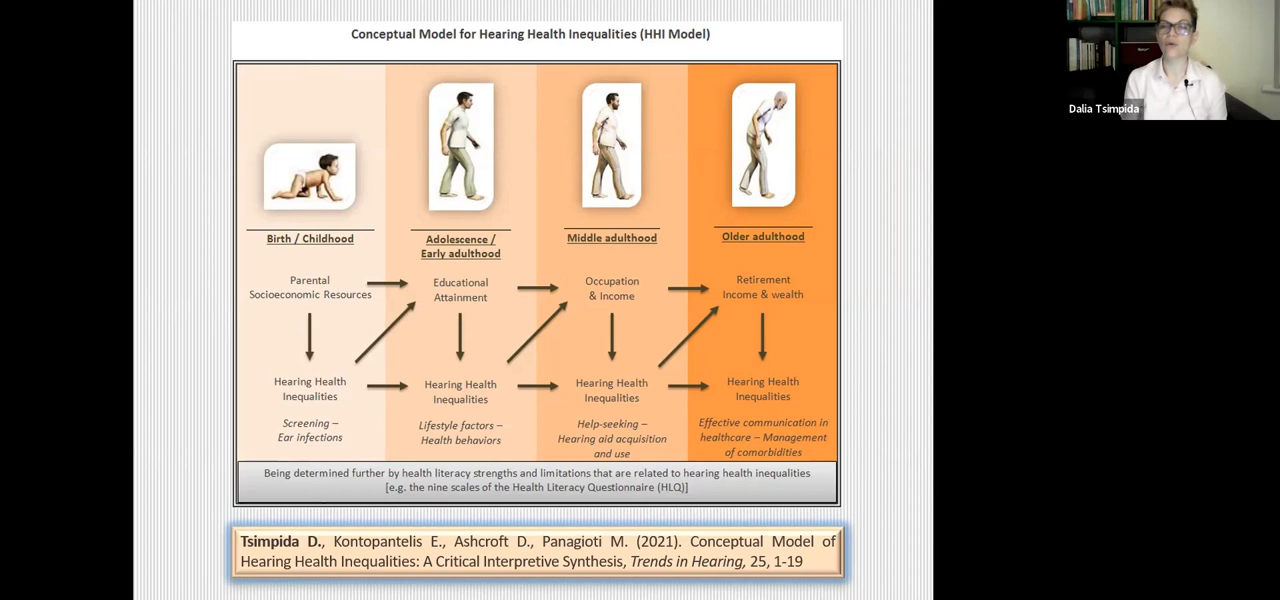 Conceptual Model for Hearing Health Inequalities (HHI Model)
Dalia Tsimpida
Birth / Childhood
Adolescence /
Early adulthood
Middle adulthood
Older adulthood
Parental
Socioeconomic Resources
Educational
Attainment
Occupation
& Income
Retirement
Income & wealth
Hearing Health
Inequalities
Hearing Health
Inequalities
Hearing Health
Inequalities
Hearing Health
Inequalities
Screening –
Ear infections
Lifestyle factors –
Health behaviors
Help-seeking –
Hearing aid acquisition
and use
Effective communication in
healthcare – Management
of comorbidities
Being determined further by health literacy strengths and limitations that are related to hearing health inequalities
[e.g. the nine scales of the Health Literacy Questionnaire (HLQ)]
Tsimpida D., Kontopantelis E., Ashcroft D., Panagioti M. (2021). Conceptual Model of
Hearing Health Inequalities: A Critical Interpretive Synthesis, Trends in Hearing, 25, 1-19